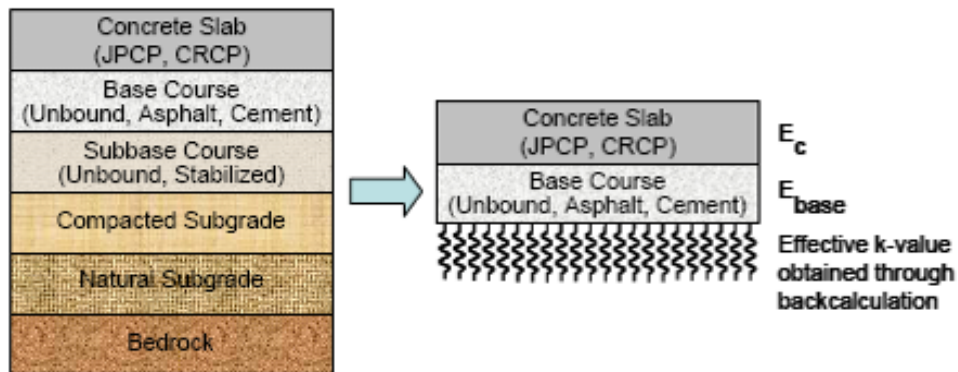 Concrete Slab
(JPCP, CRCP)
Base Course
(Unbound, Asphalt, Cement)
Subbase Course
(Unbound, Stabilized)
Compacted Subgrade
Natural Subgrade
Bedrock
Concrete Slab
(JPCP, CRCP)
Base Course
(Unbound, Asphalt, Cement)
Ec
Ebase
Effective k-value
obtained through
backcalculation